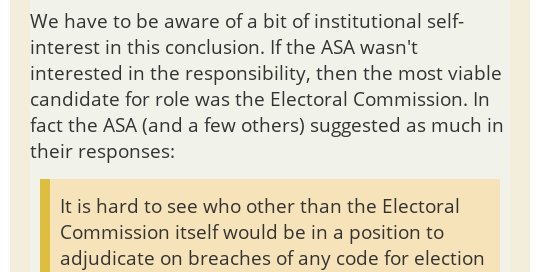 We have to be aware of a bit of institutional self-
interest in this conclusion. If the ASA wasn't
interested in the responsibility, then the most viable
candidate for role was the Electoral Commission. In
fact the ASA (and a few others) suggested as much in
their responses:
It is hard to see who other than the Electoral
Commission itself would be in a position to
adjudicate on breaches of any code for election